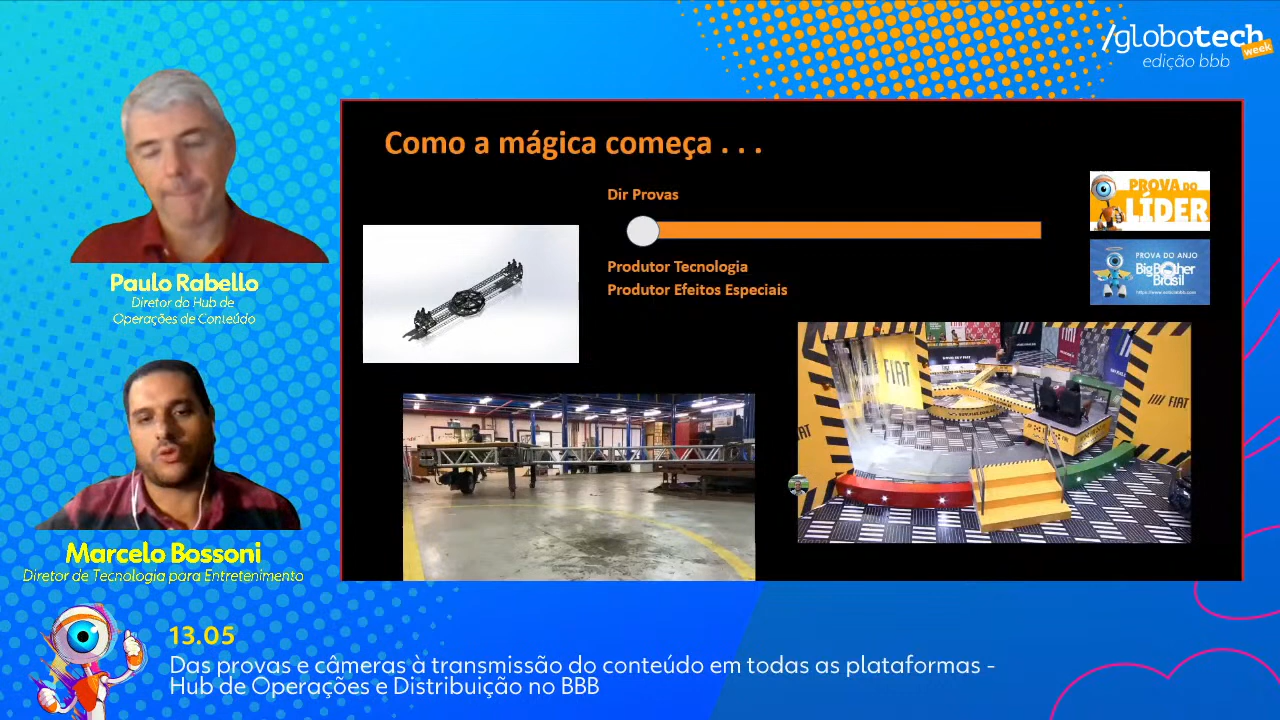 /globotech
week
edição bbb
Como a mágica começa . . .
Dir Provas
PROVA DO
LÍDER
PROVA DO ANJO
Big Brother
Brasil
Produtor Tecnologia
Produtor Efeitos Especiais
FIAT
FIAT
FIAT
Paulo Rabello
Diretor do Hub de
Operações de Conteúdo
Marcelo Bossoni
Diretor de Tecnologia para Entretenimento
13.05
Das provas e câmeras à transmissão do conteúdo em todas as plataformas -
Hub de Operações e Distribuição no BBB